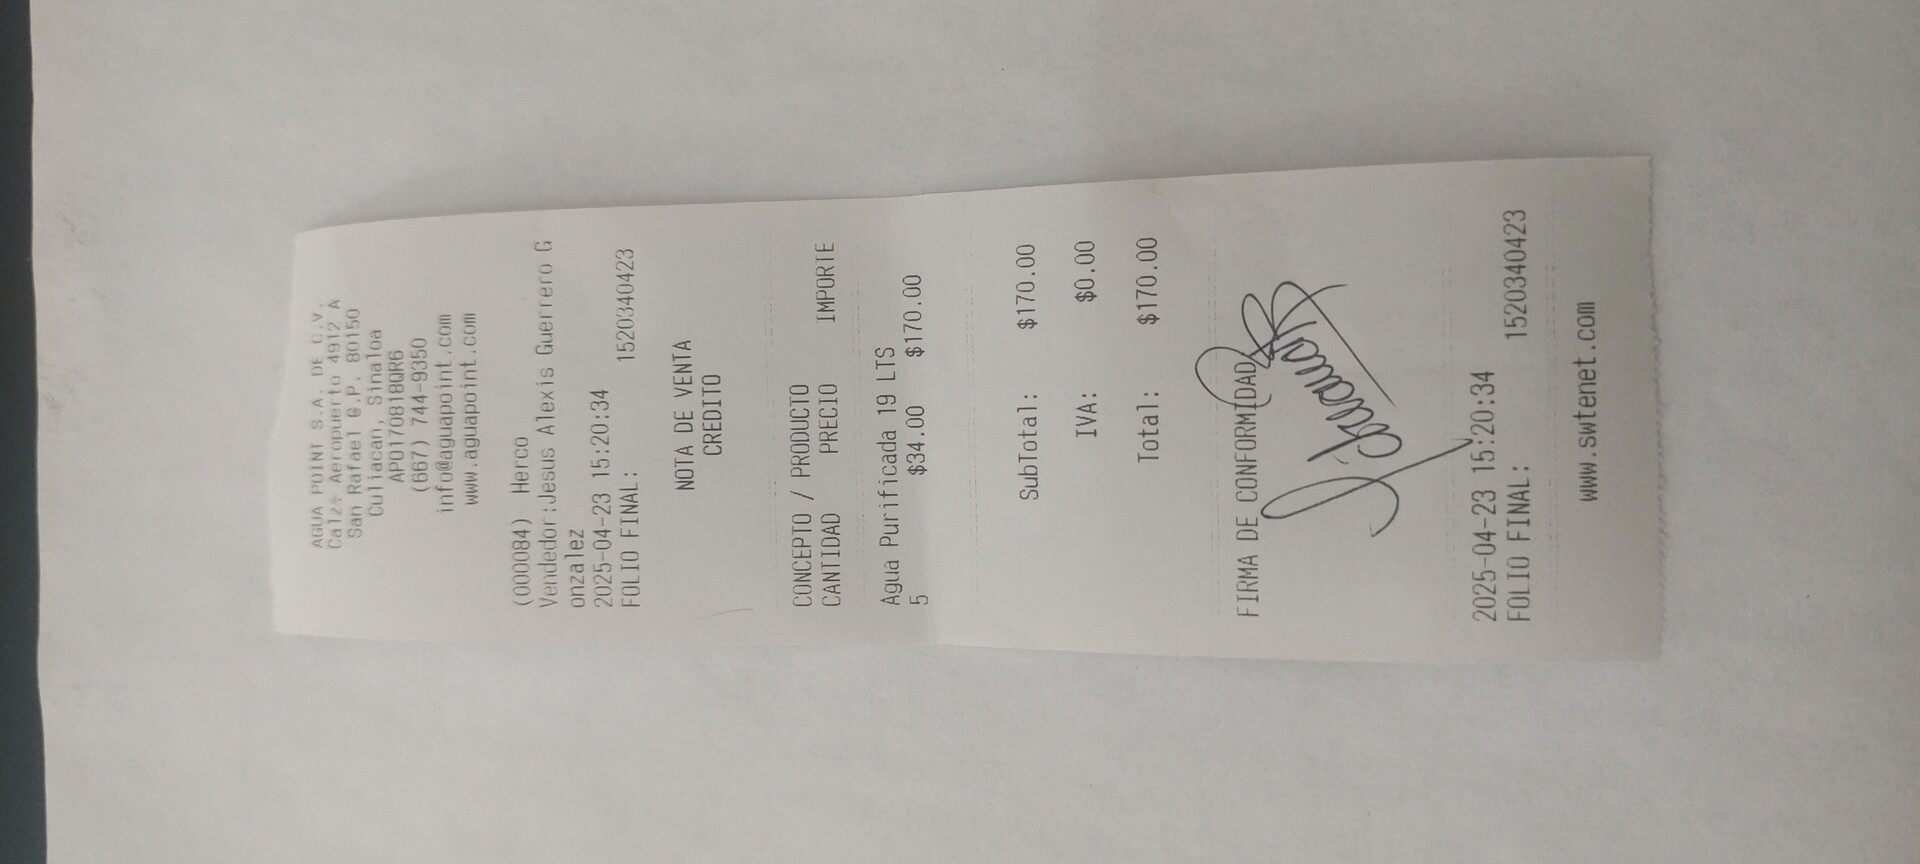 AGUA POINT S.A. DE C.V.
Calz. Aeropuerto 4912 A
San Rafael C.P. 80150
Culiacan, Sinaloa
APO170818QR6
(667) 744-9350
info@aguapoint.com
www.aguapoint.com
(000084) Herco
Vendedor:Jesus Alexis Guerrero G
onzalez
2025-04-23 15:20:34
FOLIO FINAL: 1520340423
NOTA DE VENTA
CREDITO
CONCEPTO / PRODUCTO
CANTIDAD PRECIO IMPORTE
Agua Purificada 19 LTS
5 $34.00 $170.00
SubTotal: $170.00
IVA: $0.00
Total: $170.00
FIRMA DE CONFORMIDAD
2025-04-23 15:20:34
FOLIO FINAL: 1520340423
www.swtenet.com